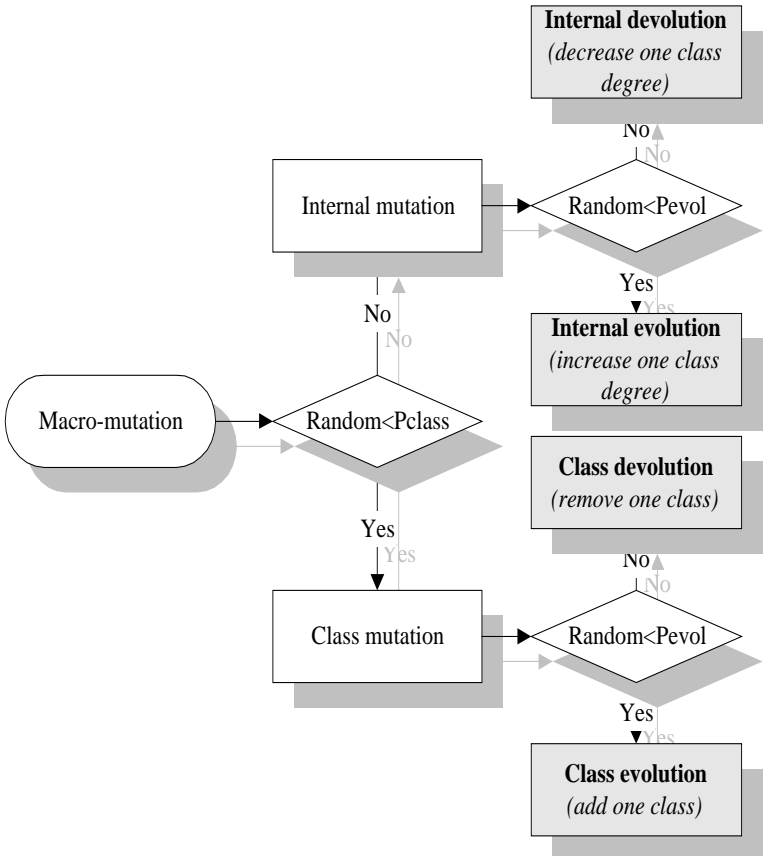 Internal devolution
(decrease one class
degree)
No
No
Internal mutation
Random<Pevol
Yes
Yes
No
No
Internal evolution
(increase one class
degree)
Macro-mutation
Random<Pclass
Class devolution
(remove one class)
Yes
Yes
No
No
Class mutation
Random<Pevol
Yes
Yes
Class evolution
(add one class)